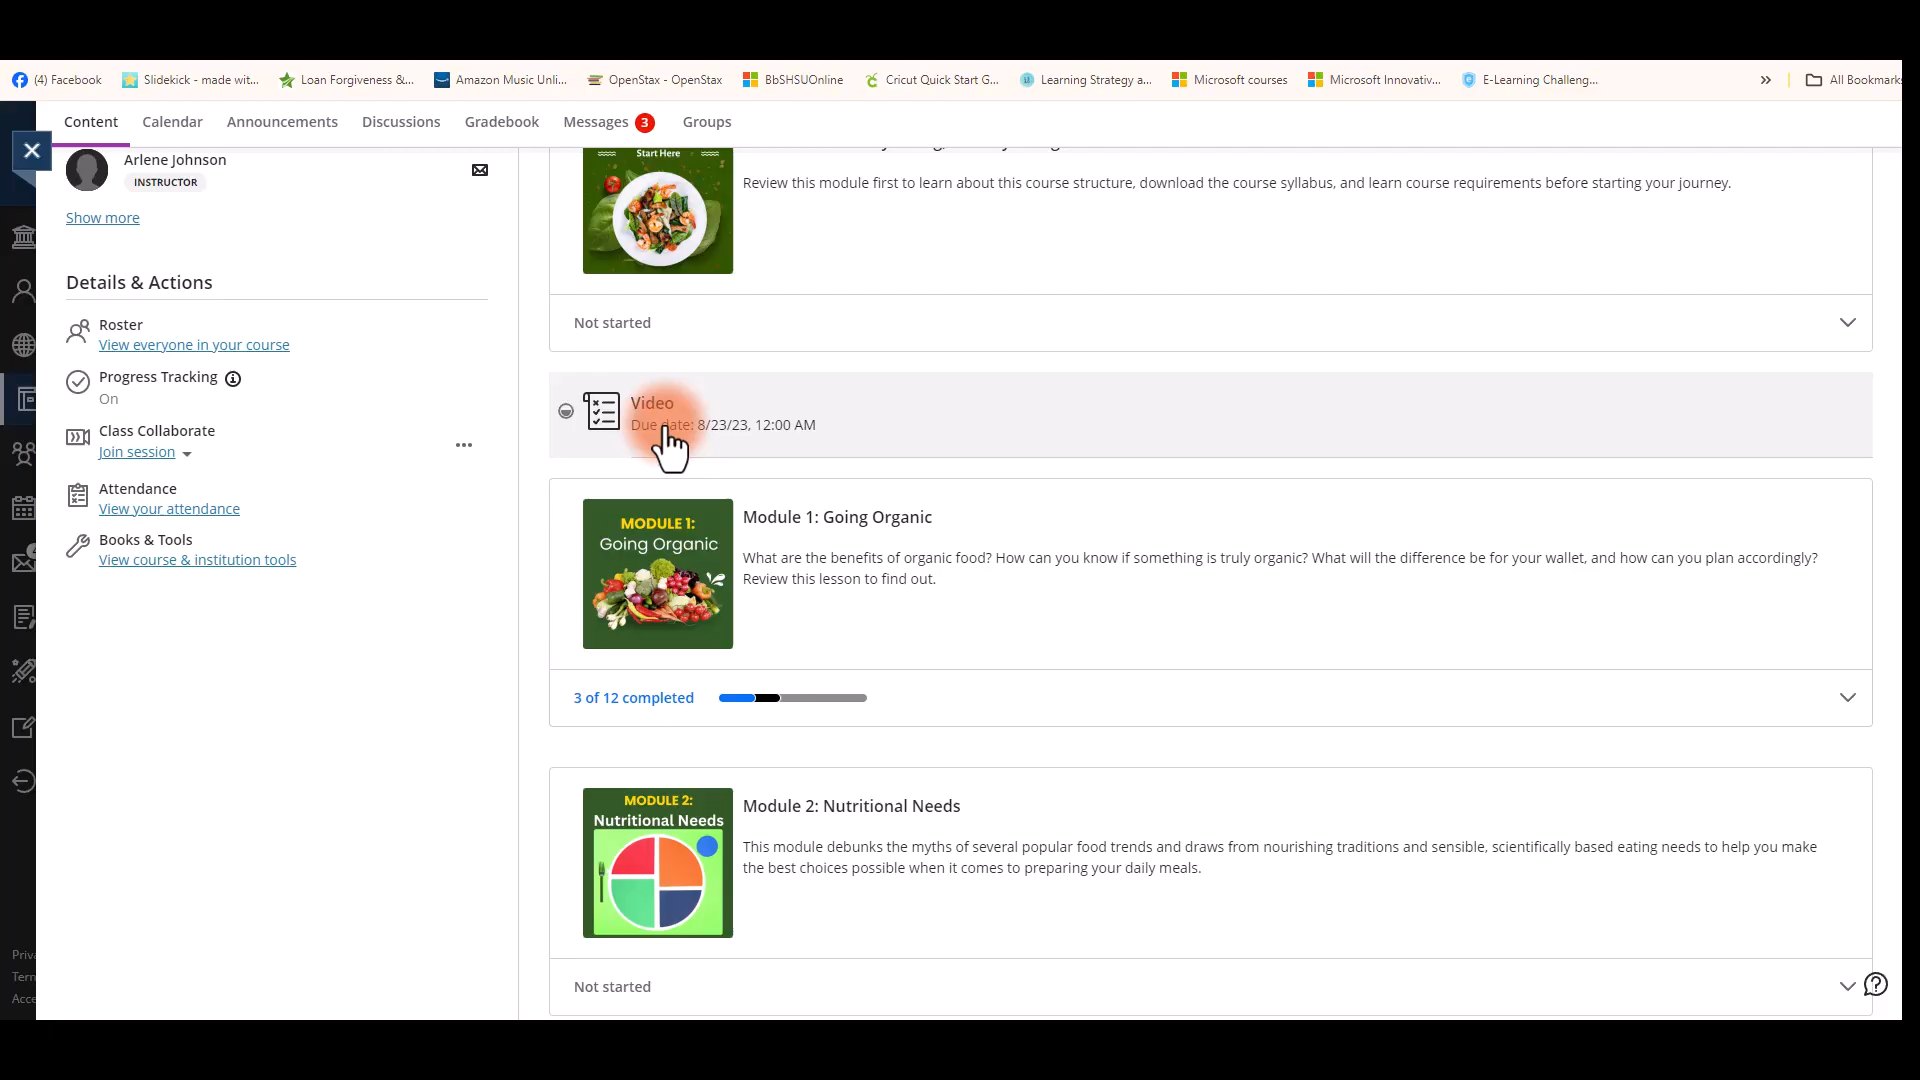 (4) Facebook
Slidekick - made wit...
Loan Forgiveness &...
Amazon Music Unli...
OpenStax - OpenStax
BbSHSUOnline
Cricut Quick Start G...
Learning Strategy a...
Microsoft courses
Microsoft Innovativ...
E-Learning Challeng...
All Bookmarks
Content
Calendar
Announcements
Discussions
Gradebook
Messages 3
Groups
Arlene Johnson
INSTRUCTOR
Show more
Details & Actions
Roster
View everyone in your course
Progress Tracking
On
Class Collaborate
Join session
Attendance
View your attendance
Books & Tools
View course & institution tools
Start Here
Review this module first to learn about this course structure, download the course syllabus, and learn course requirements before starting your journey.
Not started
Video
Due date: 8/23/23, 12:00 AM
MODULE 1:
Going Organic
Module 1: Going Organic
What are the benefits of organic food? How can you know if something is truly organic? What will the difference be for your wallet, and how can you plan accordingly?
Review this lesson to find out.
3 of 12 completed
MODULE 2:
Nutritional Needs
Module 2: Nutritional Needs
This module debunks the myths of several popular food trends and draws from nourishing traditions and sensible, scientifically based eating needs to help you make
the best choices possible when it comes to preparing your daily meals.
Not started
Priva
Term
Acce